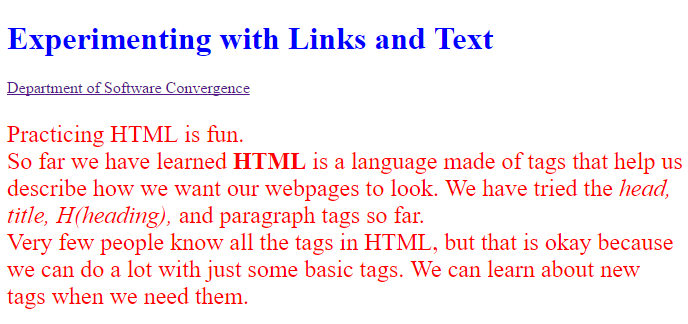 Experimenting with Links and Text
Department of Software Convergence
Practicing HTML is fun.
So far we have learned HTML is a language made of tags that help us
describe how we want our webpages to look. We have tried the head,
title, H(heading), and paragraph tags so far.
Very few people know all the tags in HTML, but that is okay because
we can do a lot with just some basic tags. We can learn about new
tags when we need them.